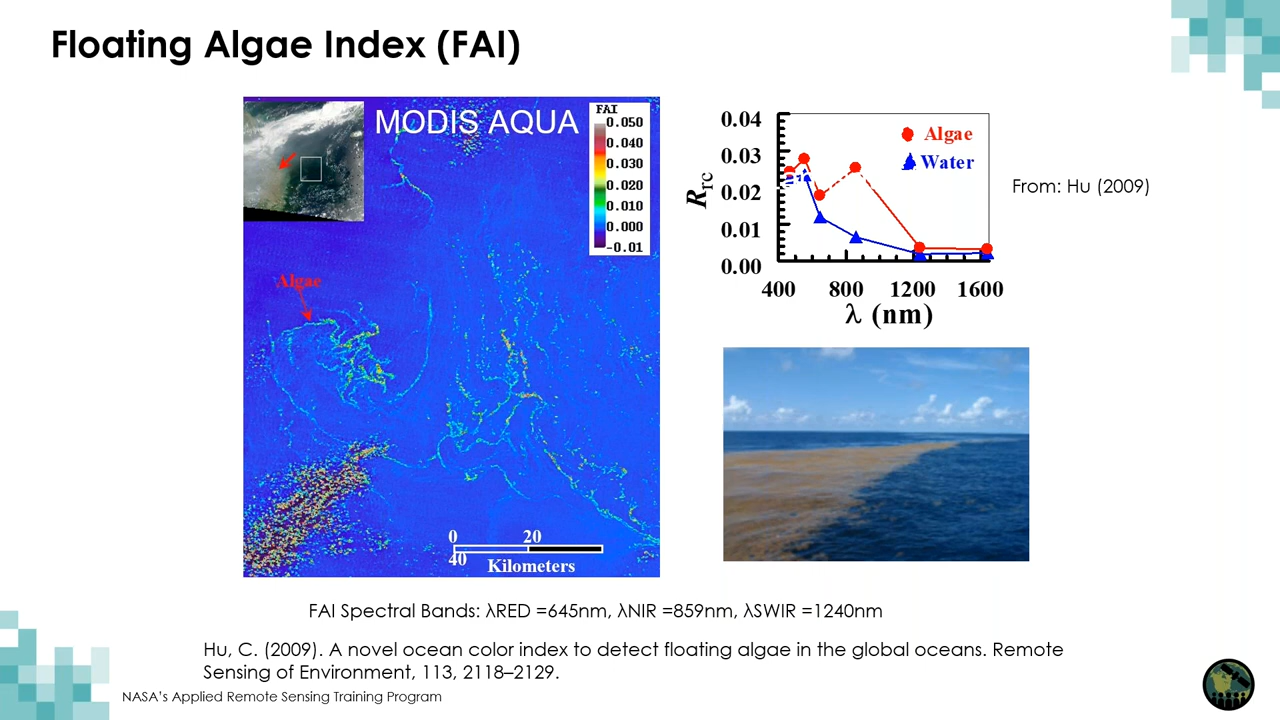 Floating Algae Index (FAI)
MODIS AQUA
FAI
0.050
0.040
0.030
0.020
0.010
0.000
-0.01
Algae
0
20
40
Kilometers
0.04
0.03
0.02
0.01
0.00
Rrc
Algae
Water
400
800
1200
1600
λ (nm)
From: Hu (2009)
FAI Spectral Bands: λRED =645nm, λNIR =859nm, λSWIR =1240nm
Hu, C. (2009). A novel ocean color index to detect floating algae in the global oceans. Remote
Sensing of Environment, 113, 2118–2129.
NASA's Applied Remote Sensing Training Program